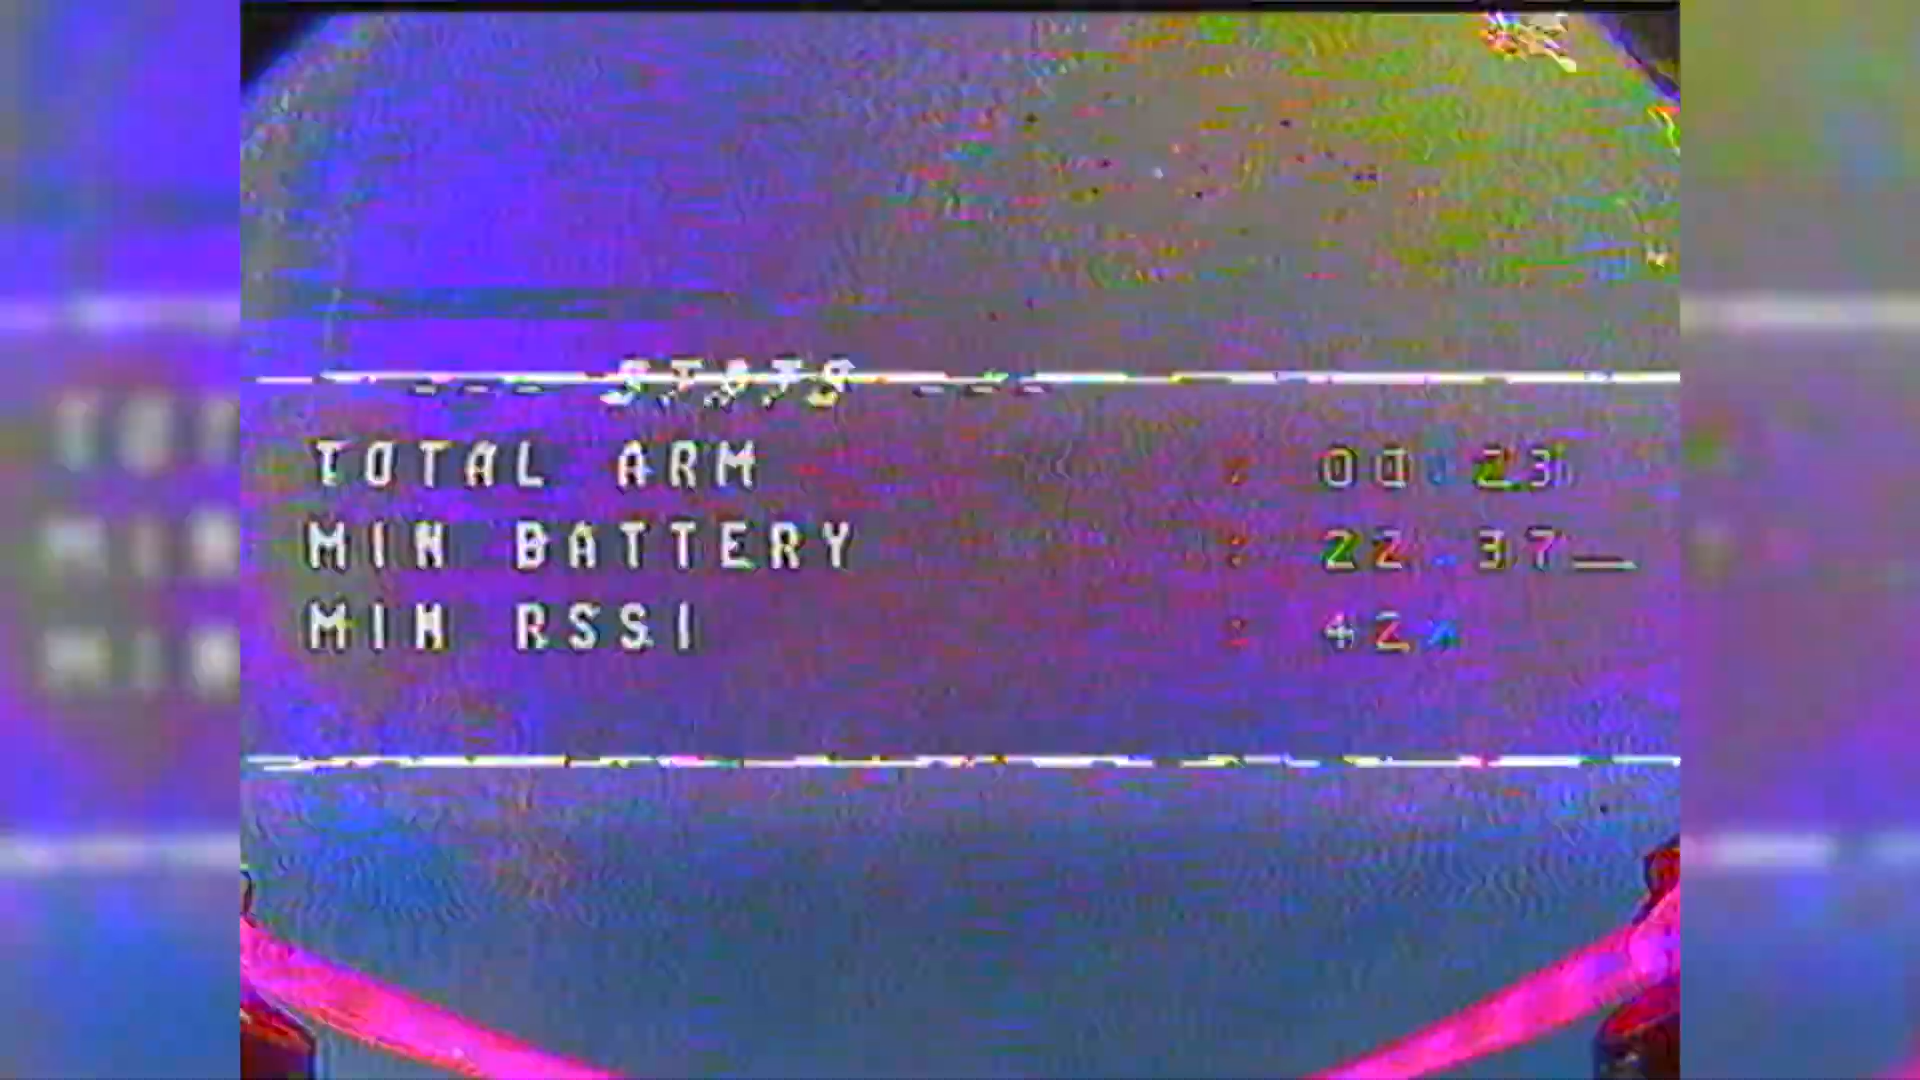 --- STATS ---
TOTAL ARM : 00:23
MIN BATTERY : 22.37
MIN RSSI : 42%